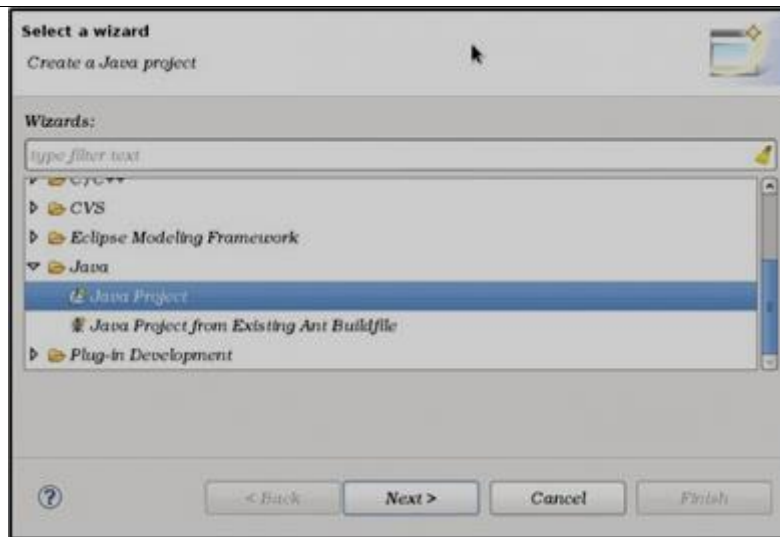 Select a wizard
Create a Java project
Wizards:
type filter text
C/C++
CVS
Eclipse Modeling Framework
Java
Java Project
Java Project from Existing Ant Buildfile
Plug-in Development
? < Back Next > Cancel Finish